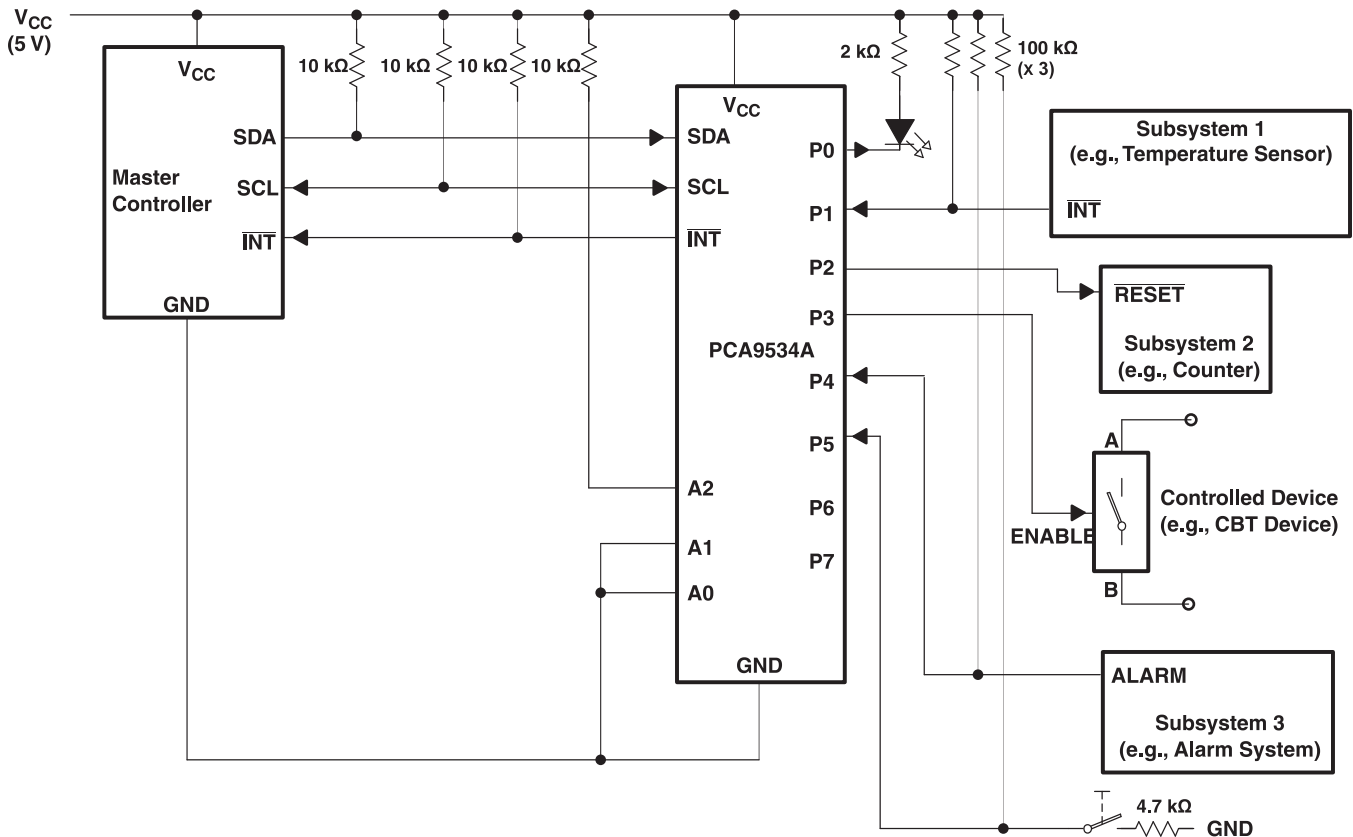 VCC
(5 V)
VCC
SDA
Master
Controller
SCL
INT
GND
10 kΩ
10 kΩ
10 kΩ
10 kΩ
VCC
SDA
SCL
INT
PCA9534A
A2
A1
A0
GND
P0
P1
P2
P3
P4
P5
P6
P7
2 kΩ
100 kΩ
(x 3)
Subsystem 1
(e.g., Temperature Sensor)
INT
RESET
Subsystem 2
(e.g., Counter)
A
Controlled Device
(e.g., CBT Device)
ENABLE
B
ALARM
Subsystem 3
(e.g., Alarm System)
4.7 kΩ
GND